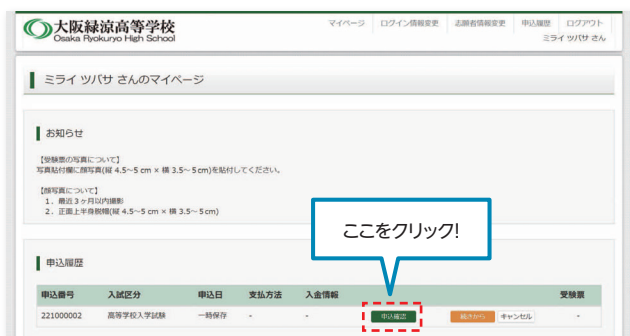 大阪緑涼高等学校
Osaka Ryokuryo High School
マイページ ログイン情報変更 志願者情報変更 申込履歴 ログアウト
ミライ ツバサ さん
ミライ ツバサ さんのマイページ
お知らせ
【受験票の写真について】
写真貼付欄に顔写真(縦 4.5～5 cm × 横 3.5～5cm)を貼付してください。
【顔写真について】
1. 最近3ヶ月以内撮影
2. 正面上半身脱帽(縦 4.5～5 cm × 横 3.5～5cm)
ここをクリック!
申込履歴
申込番号 入試区分 申込日 支払方法 入金情報 受験票
221000002 高等学校入学試験 一時保存 - - 申込確認 続きから キャンセル -